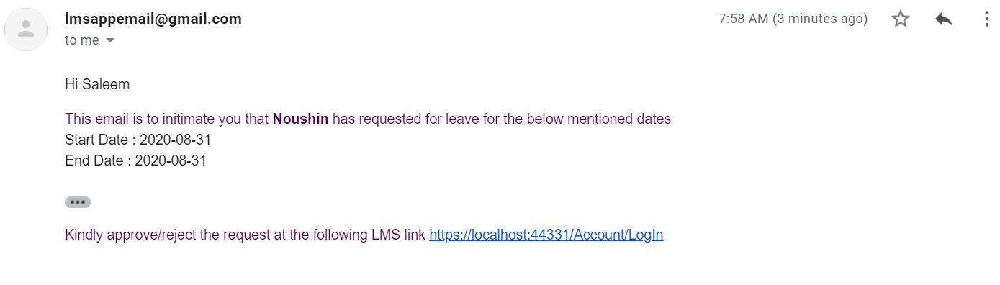 lmsappemail@gmail.com
7:58 AM (3 minutes ago)
to me
Hi Saleem
This email is to initimate you that Noushin has requested for leave for the below mentioned dates
Start Date : 2020-08-31
End Date : 2020-08-31
Kindly approve/reject the request at the following LMS link https://localhost:44331/Account/LogIn